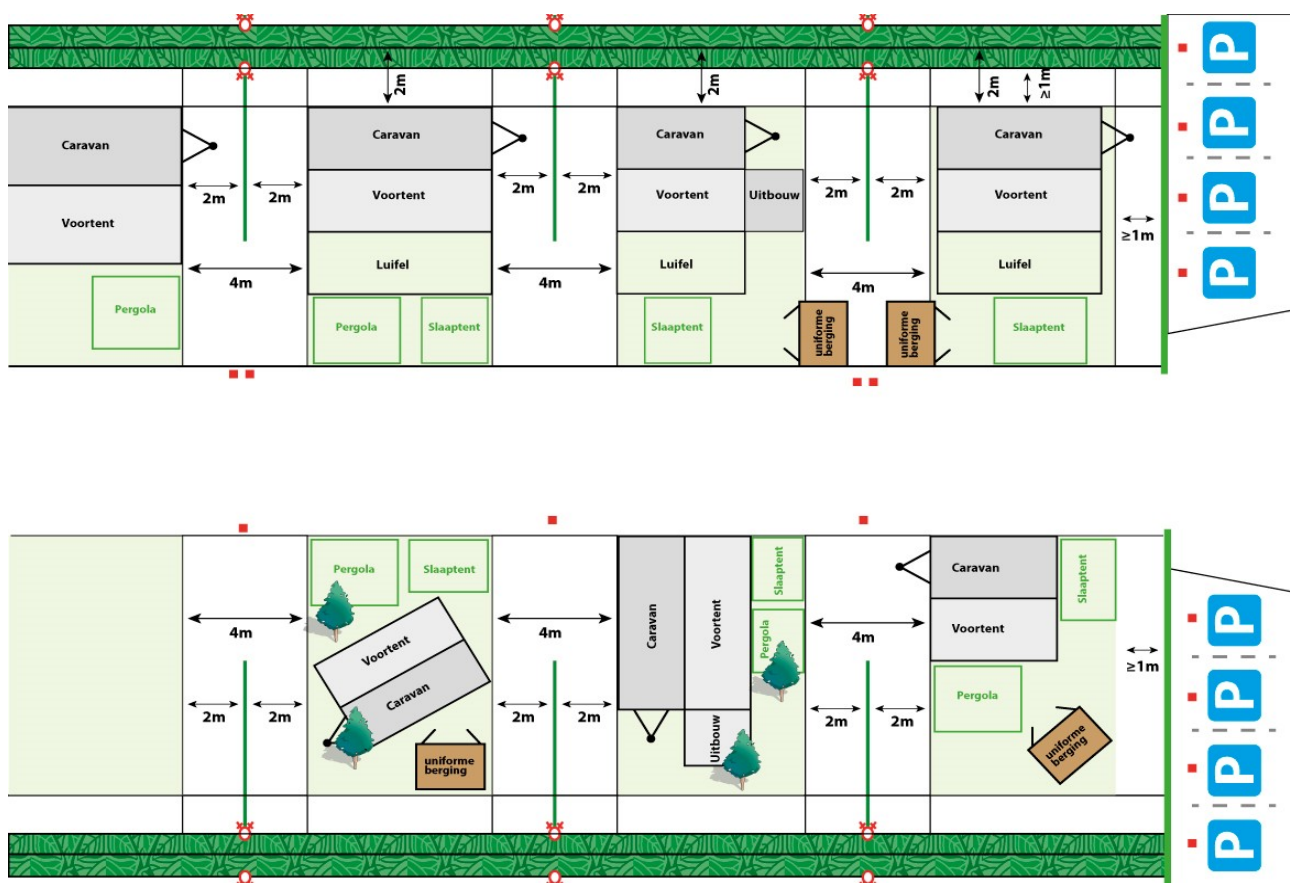 P
2m
2m
2m
≥1m
P
Caravan
Caravan
Caravan
Caravan
2m
2m
2m
2m
2m
2m
P
Voortent
Voortent
Voortent
Uitbouw
Voortent
≥1m
Luifel
Luifel
Luifel
P
4m
4m
4m
Pergola
Pergola
Slaaptent
Slaaptent
uniforme
berging
uniforme
berging
Slaaptent
Pergola
Slaaptent
Slaaptent
Caravan
Slaaptent
4m
4m
4m
P
Voortent
Caravan
Voortent
Pergola
Voortent
≥1m
Caravan
Pergola
P
2m
2m
2m
2m
2m
2m
Uitbouw
uniforme
berging
uniforme
berging
P
P